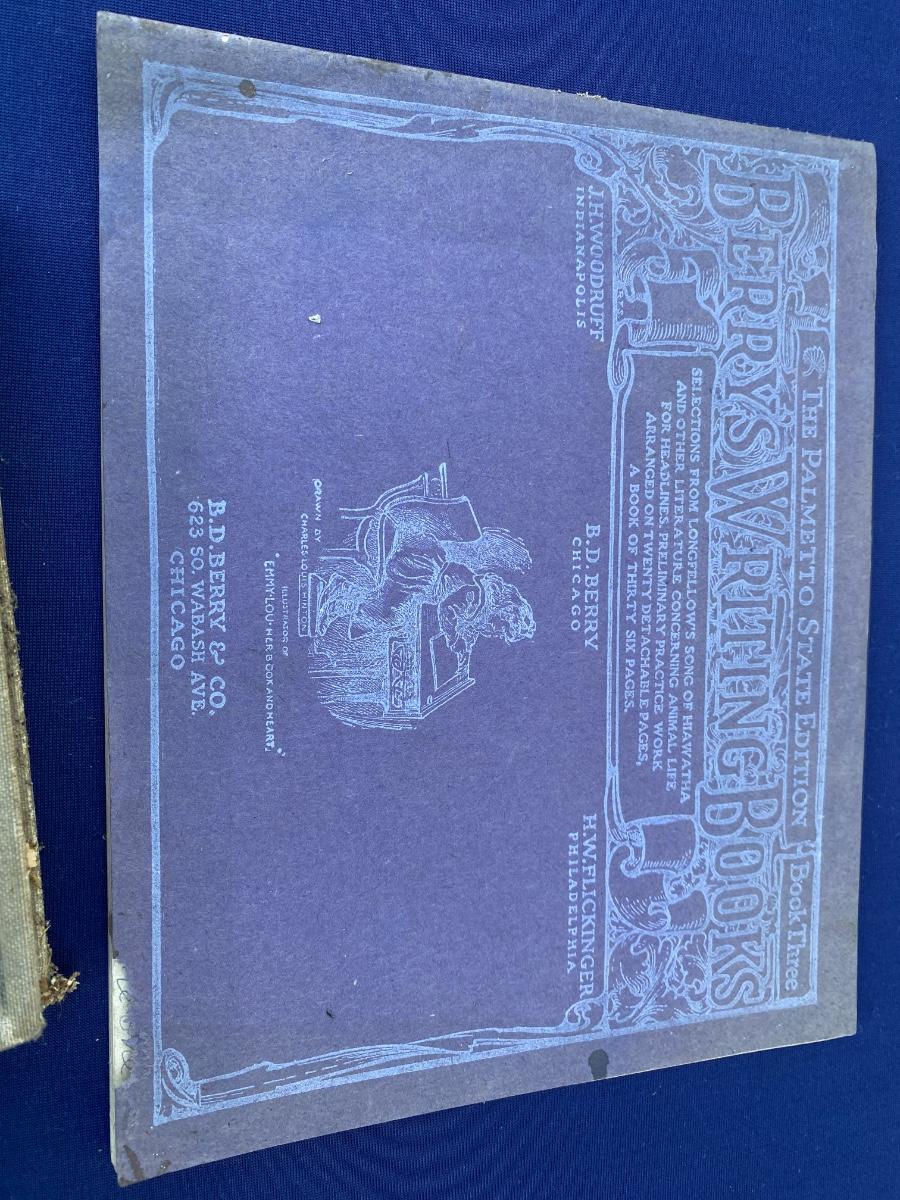 THE PALMETTO STATE EDITION
Book Three
BERRY'S WRITING BOOKS
SELECTIONS FROM LONGSFELLOW'S SONG OF HIAWATHA
AND OTHER LITERATURE CONCERNING ANIMAL LIFE
FOR HEADLINES, PRELIMINARY PRACTICE WORK
ARRANGED ON TWENTY DETACHABLE PAGES,
A BOOK OF THIRTY SIX PAGES.
J.H. WOODRUFF
INDIANAPOLIS
B. D. BERRY
CHICAGO
H.W. FLICKINGER
PHILADELPHIA
DRAWN BY
CHARLES LOUIS HINTON
ILLUSTRATOR OF
"EMMY·LOU·HER BOOK AND HEART."
B. D. BERRY & CO.
623 SO. WABASH AVE.
CHICAGO